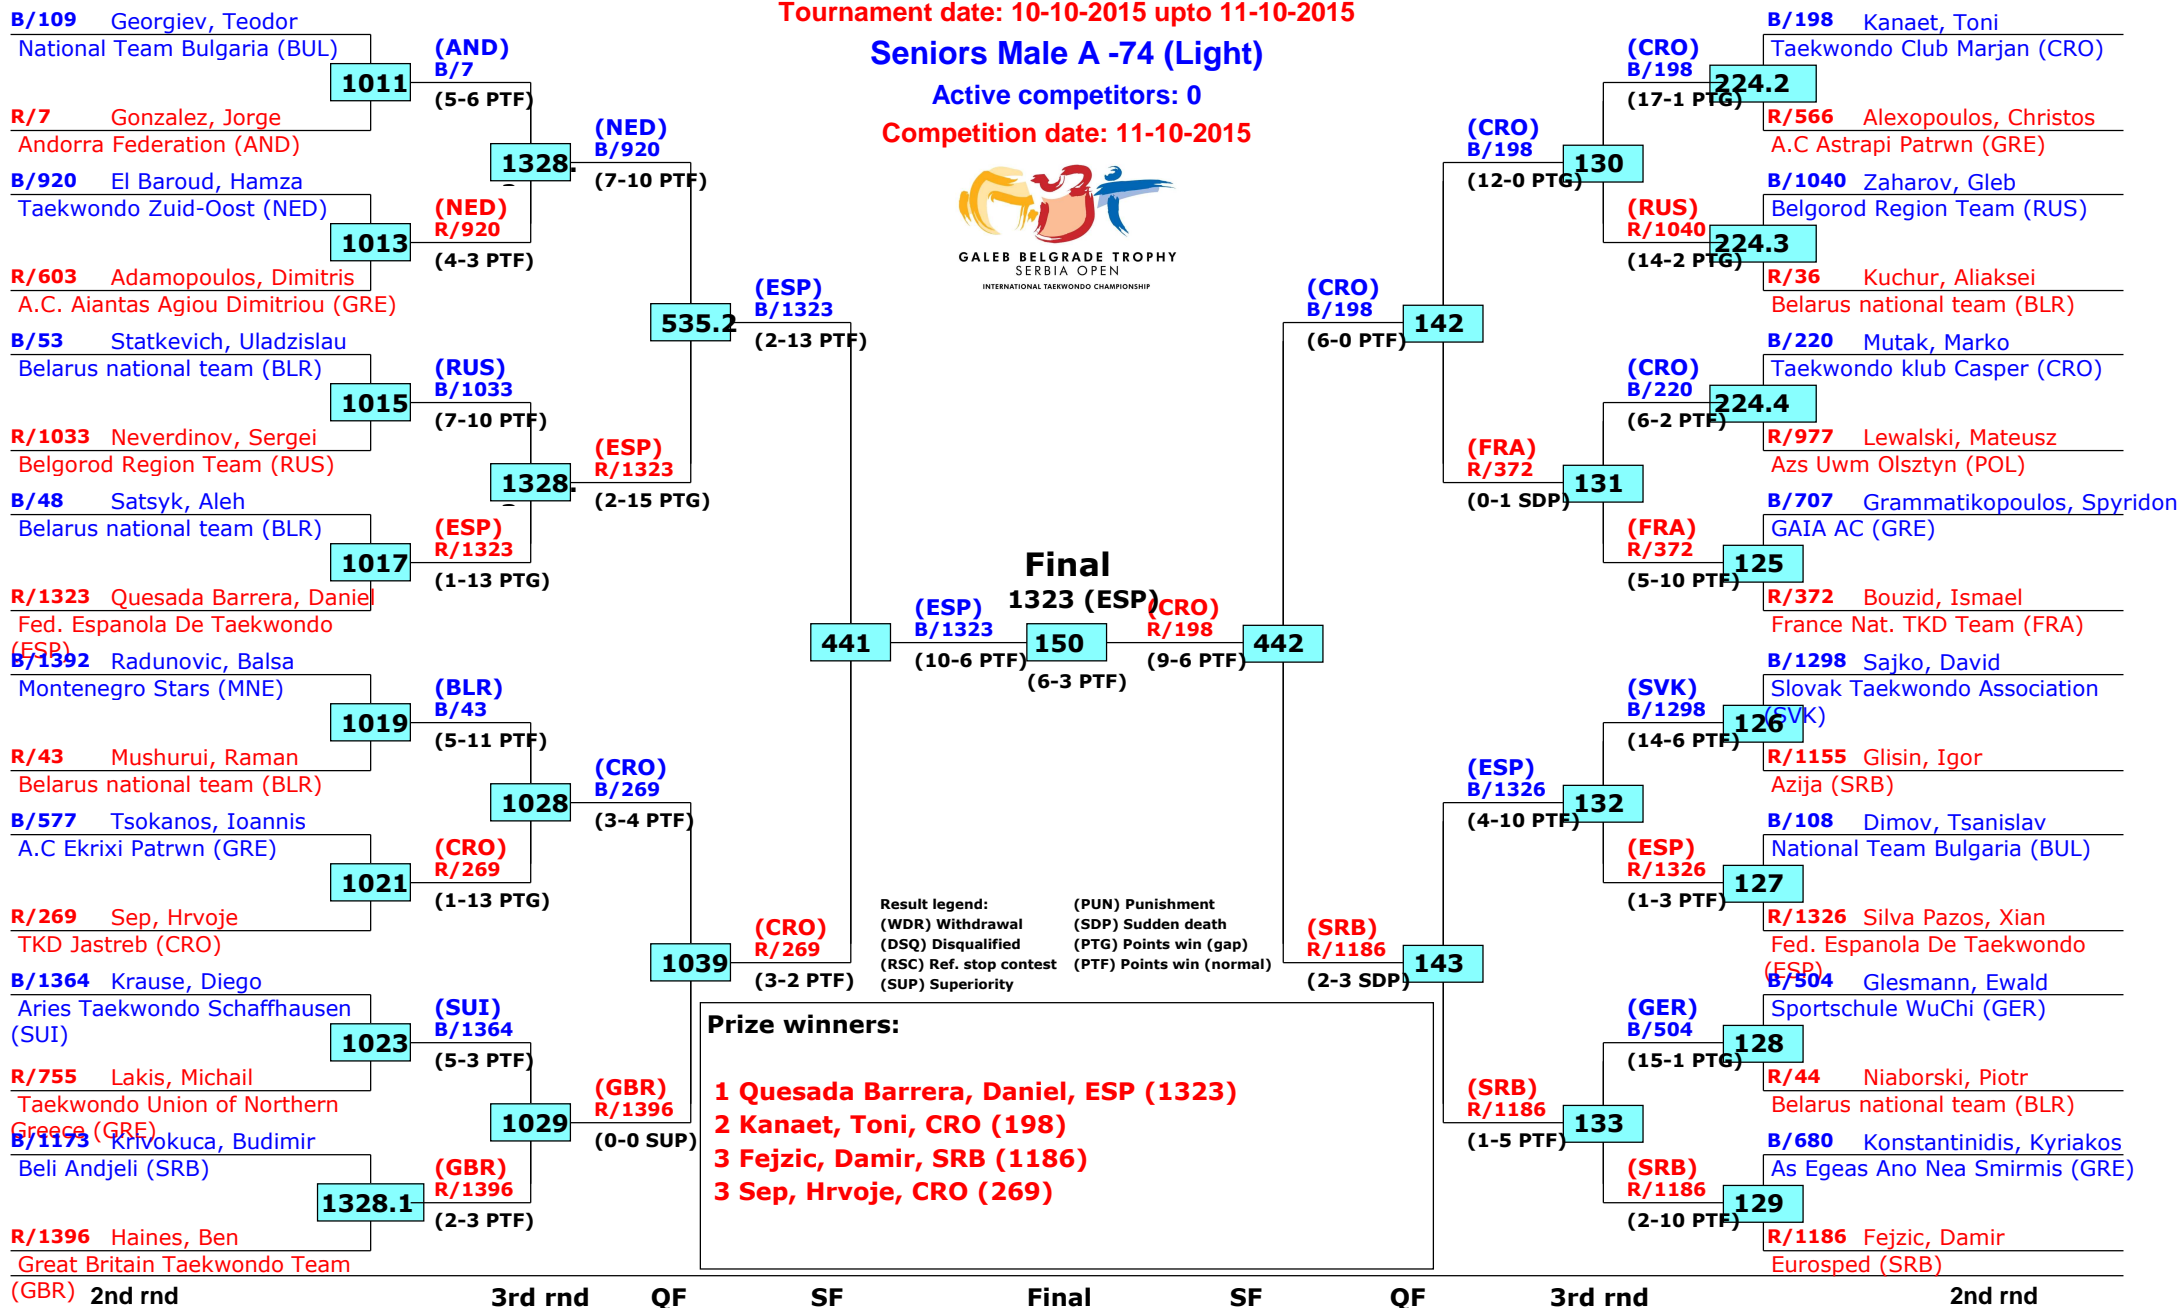 Tournament date: 10-10-2015 upto 11-10-2015
Seniors Male A -74 (Light)
Active competitors: 0
Competition date: 11-10-2015
GALEB BELGRADE TROPHY
SERBIA OPEN
INTERNATIONAL TAEKWONDO CHAMPIONSHIP
B/109 Georgiev, Teodor
National Team Bulgaria (BUL)
1011
R/7 Gonzalez, Jorge
Andorra Federation (AND)
B/920 El Baroud, Hamza
Taekwondo Zuid-Oost (NED)
1013
R/603 Adamopoulos, Dimitris
A.C. Aiantas Agiou Dimitriou (GRE)
B/53 Statkevich, Uladzislau
Belarus national team (BLR)
1015
R/1033 Neverdinov, Sergei
Belgorod Region Team (RUS)
B/48 Satsyk, Aleh
Belarus national team (BLR)
1017
R/1323 Quesada Barrera, Daniel
Fed. Espanola De Taekwondo
(ESP)
B/1392 Radunovic, Balsa
Montenegro Stars (MNE)
1019
R/43 Mushurui, Raman
Belarus national team (BLR)
B/577 Tsokanos, Ioannis
A.C Ekrixi Patrwn (GRE)
1021
R/269 Sep, Hrvoje
TKD Jastreb (CRO)
B/1364 Krause, Diego
Aries Taekwondo Schaffhausen
(SUI)
1023
R/755 Lakis, Michail
Taekwondo Union of Northern
Greece (GRE)
B/1173 Krivokuca, Budimir
Beli Andjeli (SRB)
1328.1
R/1396 Haines, Ben
Great Britain Taekwondo Team
(GBR)
(AND)
B/7
(5-6 PTF)
1328.
(NED)
R/920
(4-3 PTF)
(RUS)
B/1033
(7-10 PTF)
1328.
(ESP)
R/1323
(1-13 PTG)
(BLR)
B/43
(5-11 PTF)
1028
(CRO)
R/269
(1-13 PTG)
(SUI)
B/1364
(5-3 PTF)
1029
(GBR)
R/1396
(2-3 PTF)
(NED)
B/920
(7-10 PTF)
535.2
(ESP)
R/1323
(2-15 PTG)
(CRO)
B/269
(3-4 PTF)
1039
(GBR)
R/1396
(0-0 SUP)
(ESP)
B/1323
(2-13 PTF)
441
(CRO)
R/269
(3-2 PTF)
(ESP)
B/1323
(10-6 PTF)
Final
1323 (ESP)
150
(6-3 PTF)
(CRO)
R/198
(9-6 PTF)
442
(CRO)
B/198
(6-0 PTF)
142
(SRB)
R/1186
(2-3 SDP)
143
(CRO)
B/198
(12-0 PTG)
130
(FRA)
R/372
(0-1 SDP)
131
(ESP)
B/1326
(4-10 PTF)
132
(SRB)
R/1186
(1-5 PTF)
133
(CRO)
B/198
(17-1 PTG)
224.2
(RUS)
R/1040
(14-2 PTG)
224.3
(CRO)
B/220
(6-2 PTF)
224.4
(FRA)
R/372
(5-10 PTF)
125
(SVK)
B/1298
(14-6 PTF)
126
(ESP)
R/1326
(1-3 PTF)
127
(GER)
B/504
(15-1 PTG)
128
(SRB)
R/1186
(2-10 PTF)
129
B/198 Kanaet, Toni
Taekwondo Club Marjan (CRO)
R/566 Alexopoulos, Christos
A.C Astrapi Patrwn (GRE)
B/1040 Zaharov, Gleb
Belgorod Region Team (RUS)
R/36 Kuchur, Aliaksei
Belarus national team (BLR)
B/220 Mutak, Marko
Taekwondo klub Casper (CRO)
R/977 Lewalski, Mateusz
Azs Uwm Olsztyn (POL)
B/707 Grammatikopoulos, Spyridon
GAIA AC (GRE)
R/372 Bouzid, Ismael
France Nat. TKD Team (FRA)
B/1298 Sajko, David
Slovak Taekwondo Association
(SVK)
R/1155 Glisin, Igor
Azija (SRB)
B/108 Dimov, Tsanislav
National Team Bulgaria (BUL)
R/1326 Silva Pazos, Xian
Fed. Espanola De Taekwondo
(ESP)
B/504 Glesmann, Ewald
Sportschule WuChi (GER)
R/44 Niaborski, Piotr
Belarus national team (BLR)
B/680 Konstantinidis, Kyriakos
As Egeas Ano Nea Smirmis (GRE)
R/1186 Fejzic, Damir
Eurosped (SRB)
Result legend:
(WDR) Withdrawal
(DSQ) Disqualified
(RSC) Ref. stop contest
(SUP) Superiority
(PUN) Punishment
(SDP) Sudden death
(PTG) Points win (gap)
(PTF) Points win (normal)
Prize winners:
1 Quesada Barrera, Daniel, ESP (1323)
2 Kanaet, Toni, CRO (198)
3 Fejzic, Damir, SRB (1186)
3 Sep, Hrvoje, CRO (269)
2nd rnd 3rd rnd QF SF Final SF QF 3rd rnd 2nd rnd